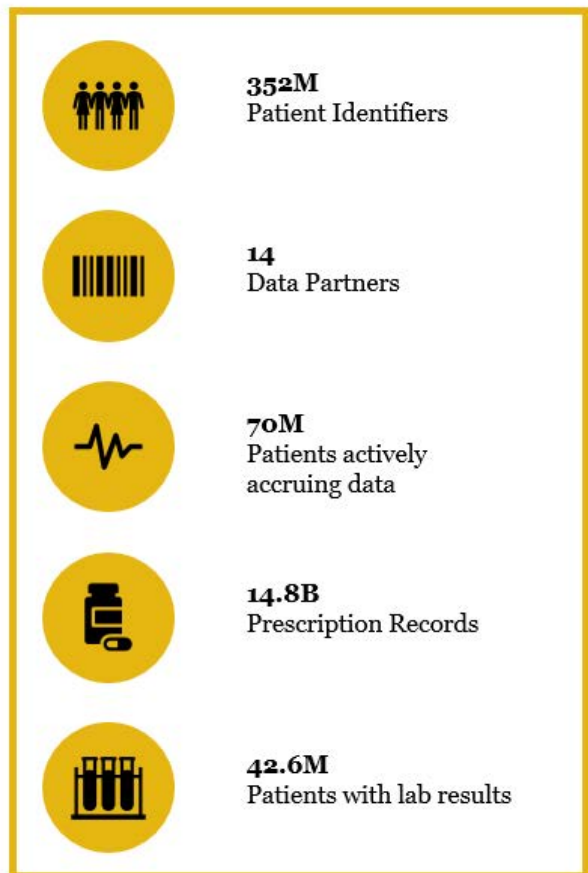 352M
Patient Identifiers
14
Data Partners
70M
Patients actively
accruing data
14.8B
Prescription Records
42.6M
Patients with lab results